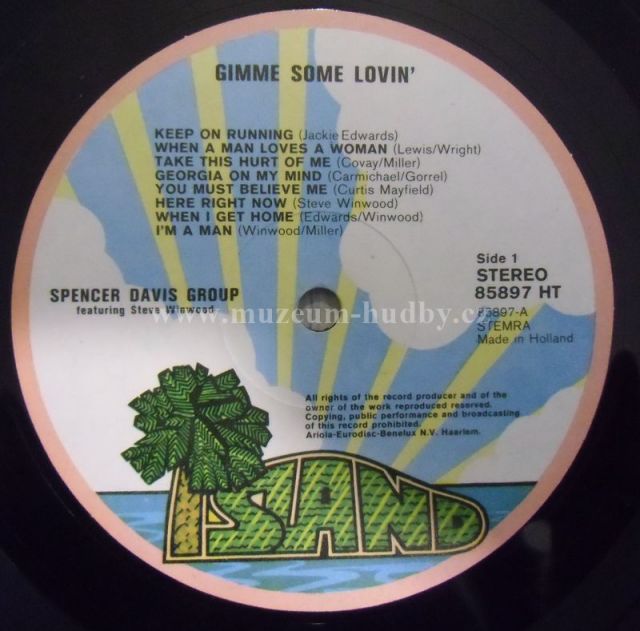 GIMME SOME LOVIN'
KEEP ON RUNNING (Jackie Edwards)
WHEN A MAN LOVES A WOMAN (Lewis/Wright)
TAKE THIS HURT OF ME (Covay/Miller)
GEORGIA ON MY MIND (Carmichael/Gorrel)
YOU MUST BELIEVE ME (Curtis Mayfield)
HERE RIGHT NOW (Steve Winwood)
WHEN I GET HOME (Edwards/Winwood)
I'M A MAN (Winwood/Miller)
Side 1
STEREO
85897 HT
85897-A
STEMRA
Made in Holland
SPENCER DAVIS GROUP
featuring Steve Winwood
www.muzeum-hudby.cz
All rights of the record producer and of the
owner of the work reproduced reserved.
Copying, public performance and broadcasting
of this record prohibited.
Ariola-Eurodisc-Benelux N.V. Haarlem.
ISLAND